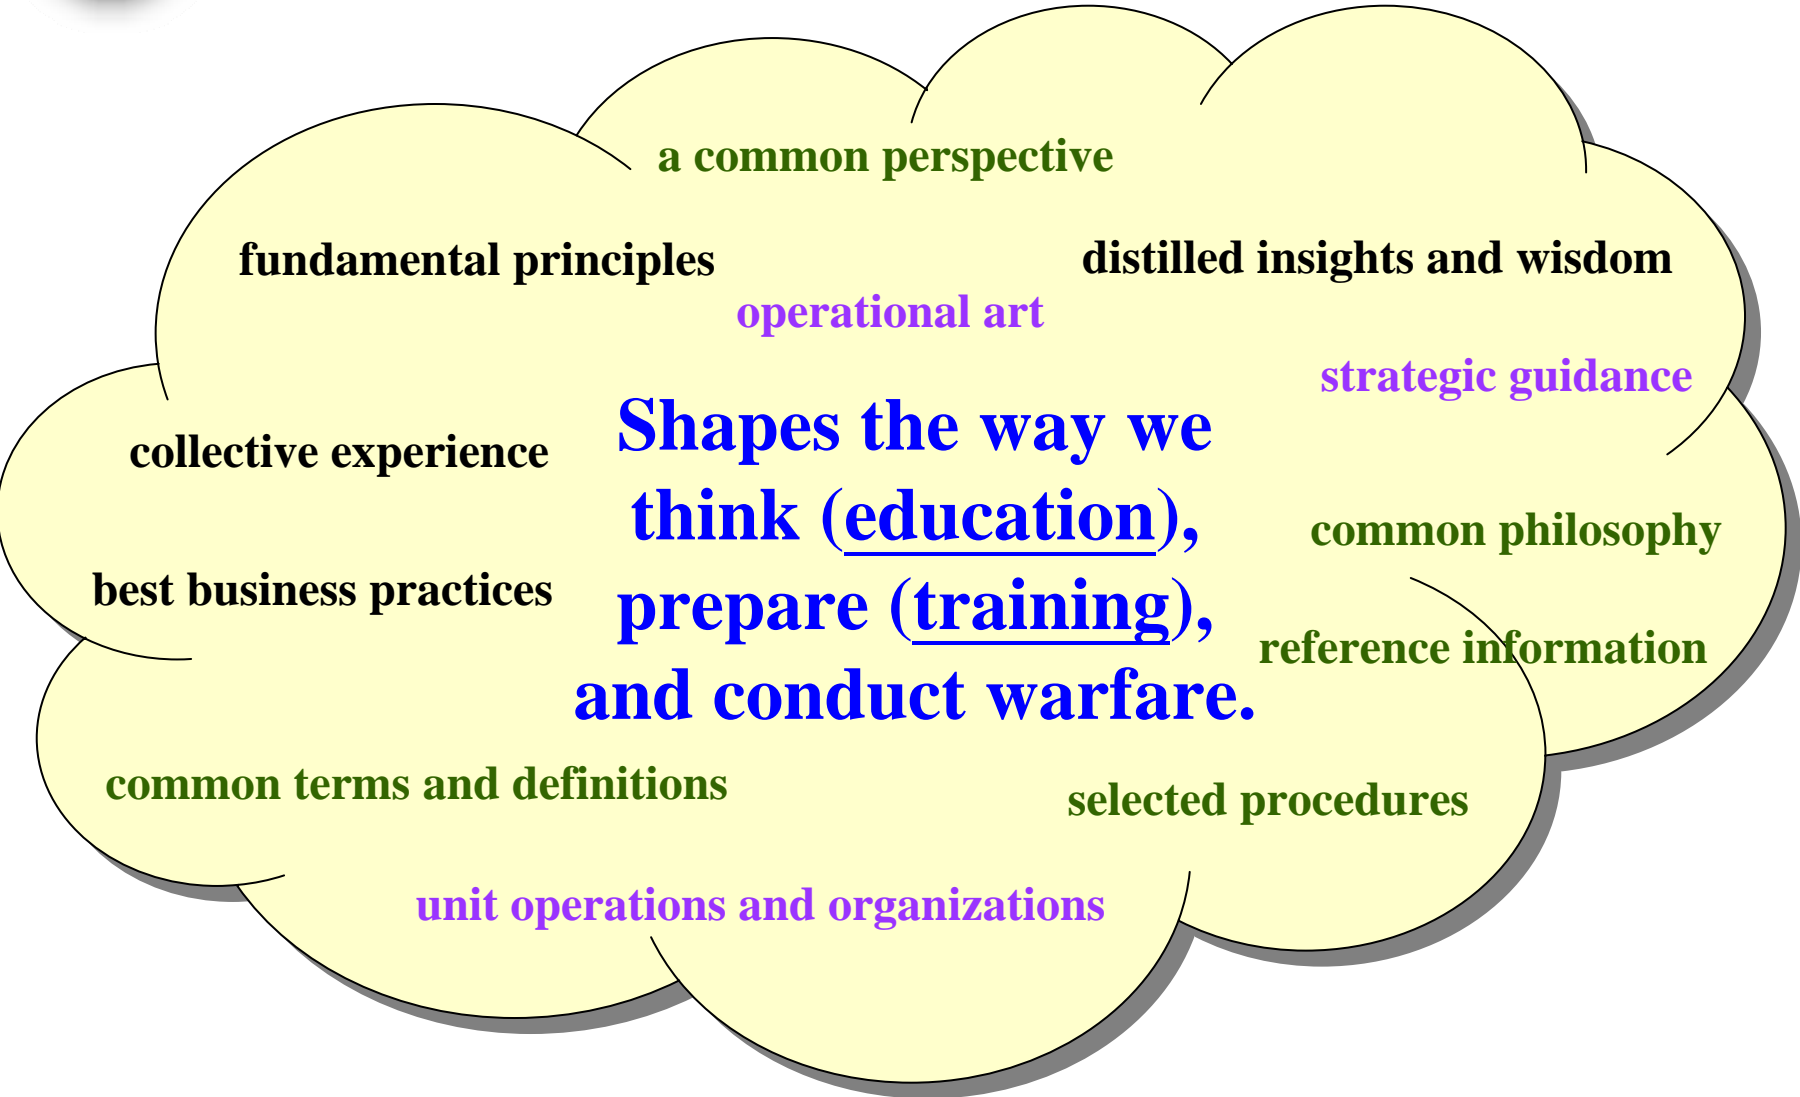 a common perspective
fundamental principles
distilled insights and wisdom
operational art
strategic guidance
Shapes the way we
think (education),
prepare (training),
and conduct warfare.
collective experience
common philosophy
best business practices
reference information
common terms and definitions
selected procedures
unit operations and organizations